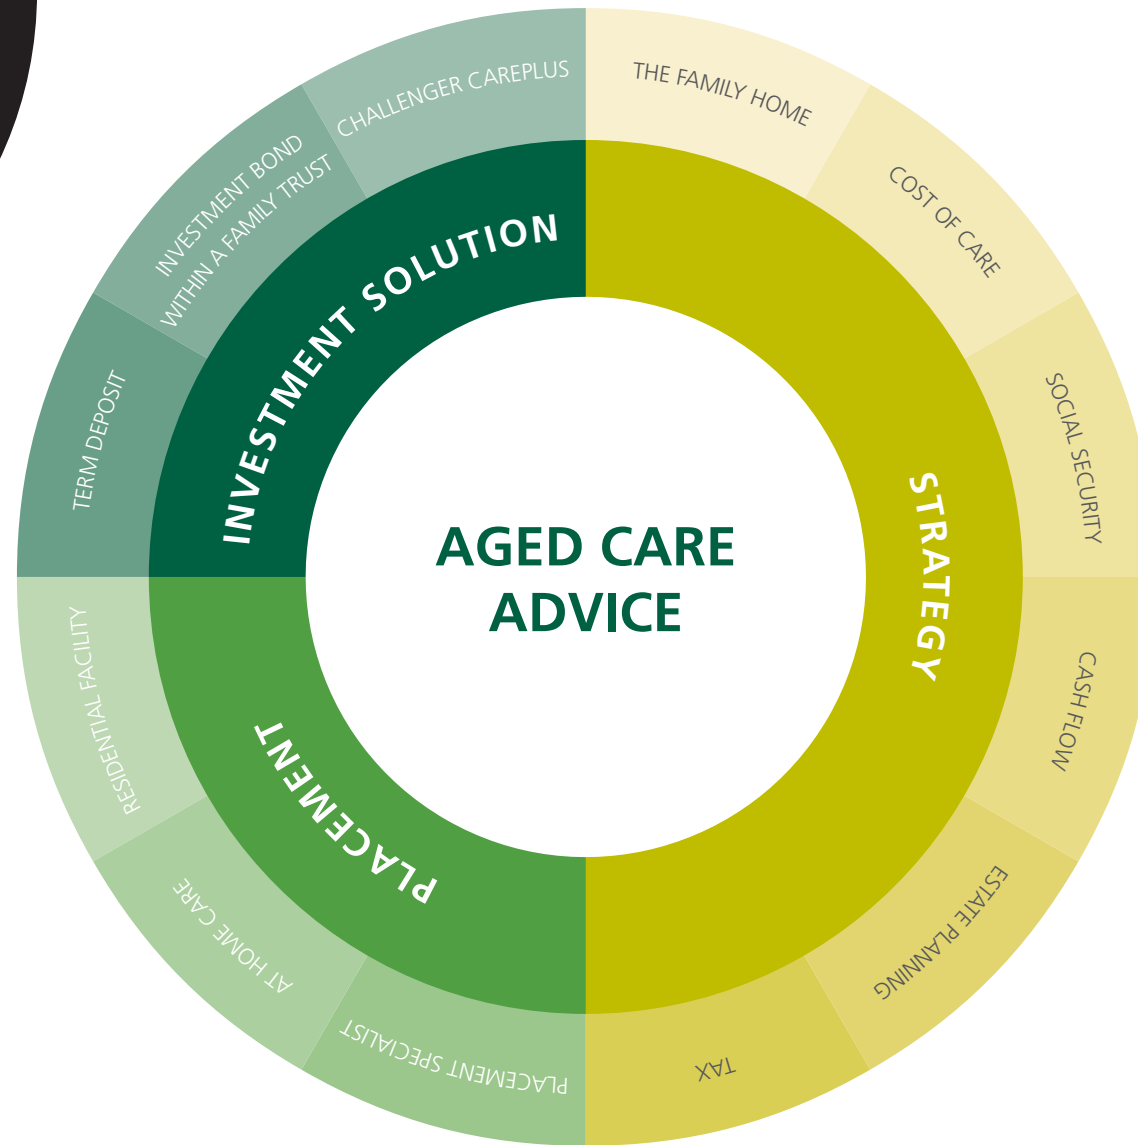 AGED CARE
ADVICE
STRATEGY
THE FAMILY HOME
COST OF CARE
SOCIAL SECURITY
CASH FLOW
ESTATE PLANNING
TAX
PLACEMENT
PLACEMENT SPECIALIST
AT HOME CARE
RESIDENTIAL FACILITY
INVESTMENT SOLUTION
TERM DEPOSIT
INVESTMENT BOND
WITHIN A FAMILY TRUST
CHALLENGER CAREPLUS